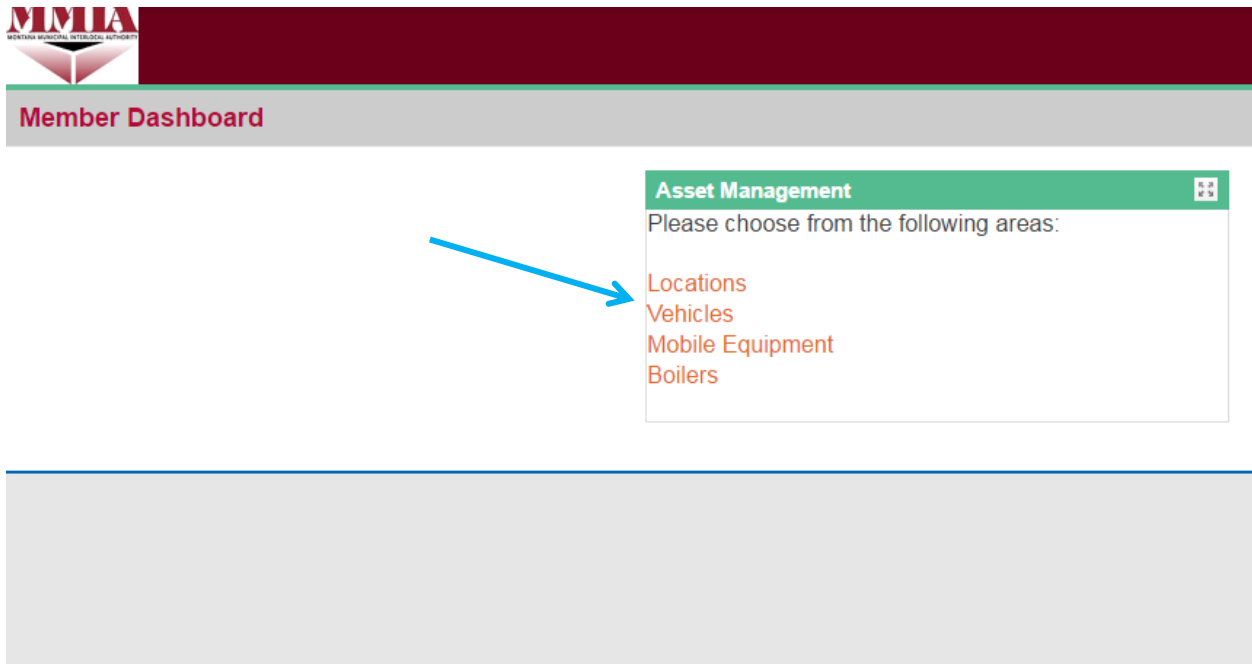 MMIA
MONTANA MUNICIPAL INTERLOCAL AUTHORITY
Member Dashboard
Asset Management
Please choose from the following areas:
Locations
Vehicles
Mobile Equipment
Boilers